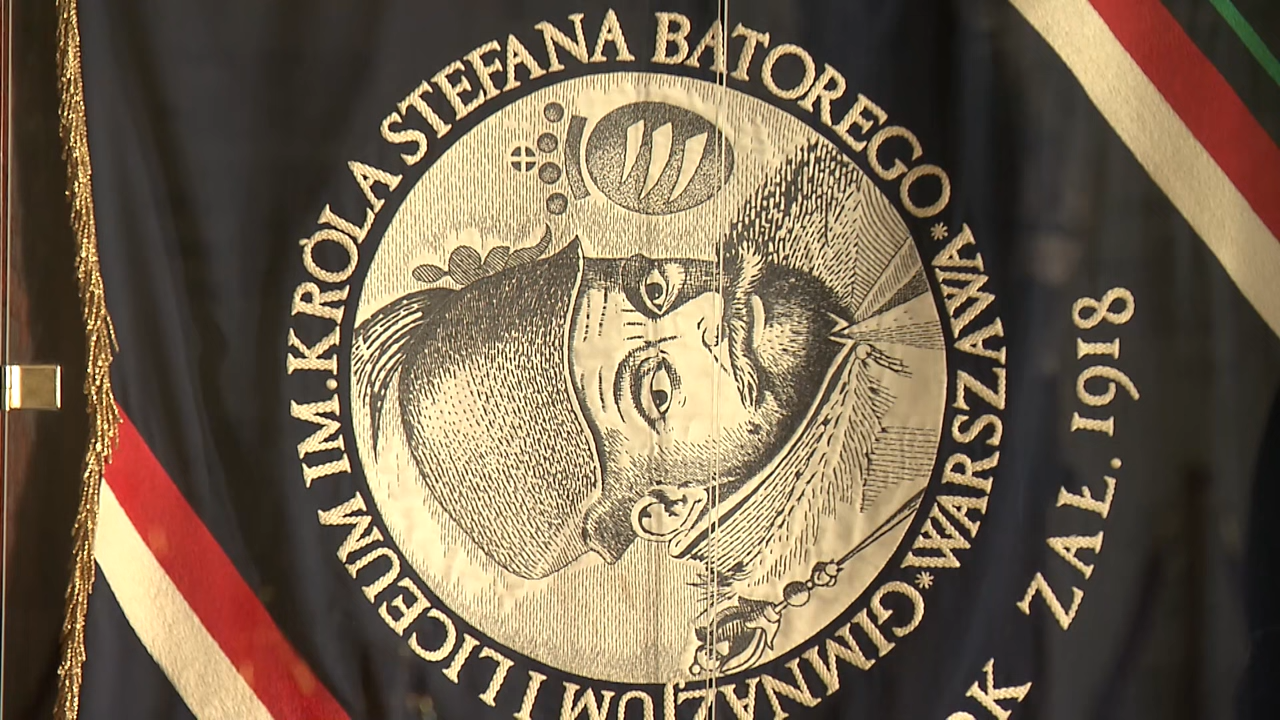 GIMNAZJUM I LICEUM IM.KRÓLA STEFANA BATOREGO
*WARSZAWA*
ZAŁ. 1918